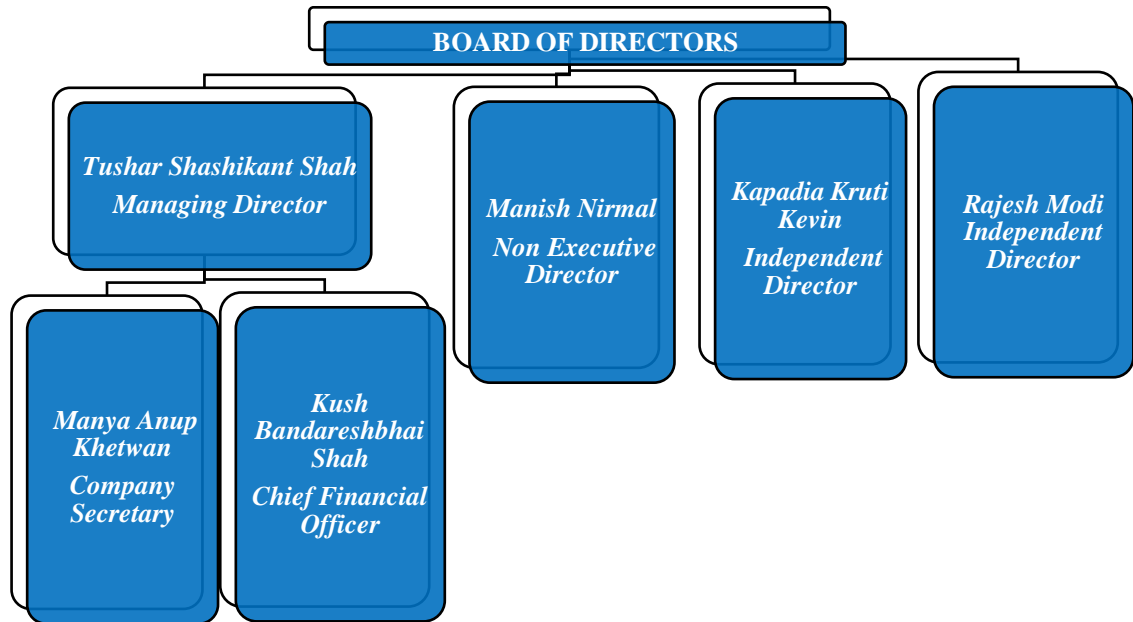 BOARD OF DIRECTORS
Tushar Shashikant Shah
Managing Director
Manish Nirmal
Non Executive
Director
Kapadia Kruti
Kevin
Independent
Director
Rajesh Modi
Independent
Director
Manya Anup
Khetwan
Company
Secretary
Kush
Bandareshbhai
Shah
Chief Financial
Officer